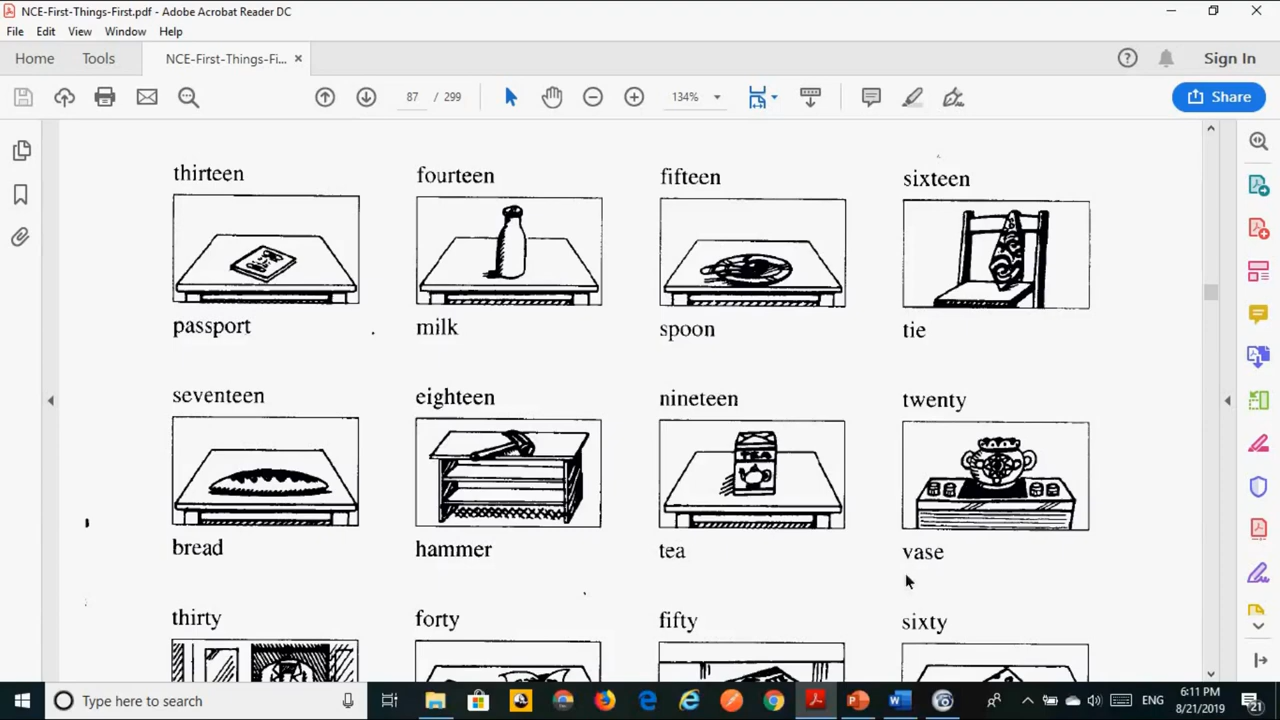 NCE-First-Things-First.pdf - Adobe Acrobat Reader DC
File Edit View Window Help
Home Tools NCE-First-Things-Fi... Sign In
87 / 299 134% Share
thirteen fourteen fifteen sixteen
passport milk spoon tie
seventeen eighteen nineteen twenty
TEA
bread hammer tea vase
thirty forty fifty sixty
Type here to search
ENG 6:11 PM
8/21/2019 21